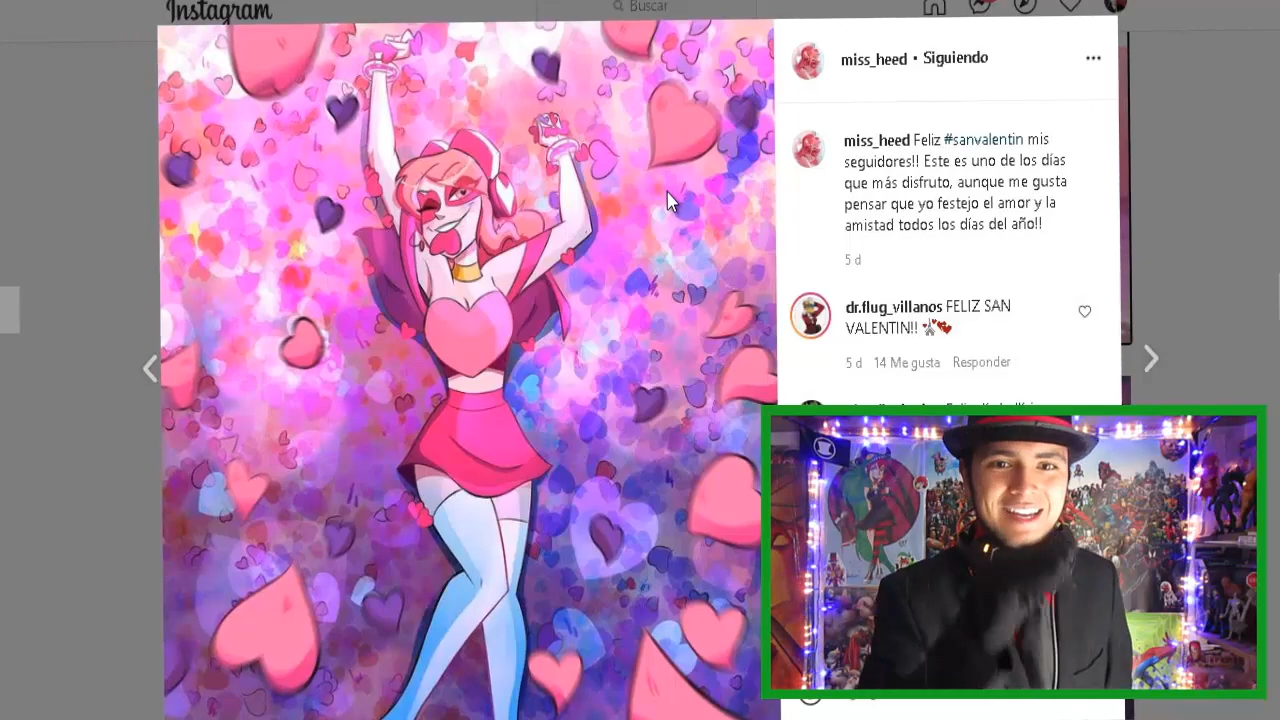 Instagram
Buscar
miss_heed • Siguiendo
miss_heed Feliz #sanvalentin mis
seguidores!! Este es uno de los días
que más disfruto, aunque me gusta
pensar que yo festejo el amor y la
amistad todos los días del año!!
5 d
dr.flug_villanos FELIZ SAN
VALENTIN!!
5 d 14 Me gusta Responder